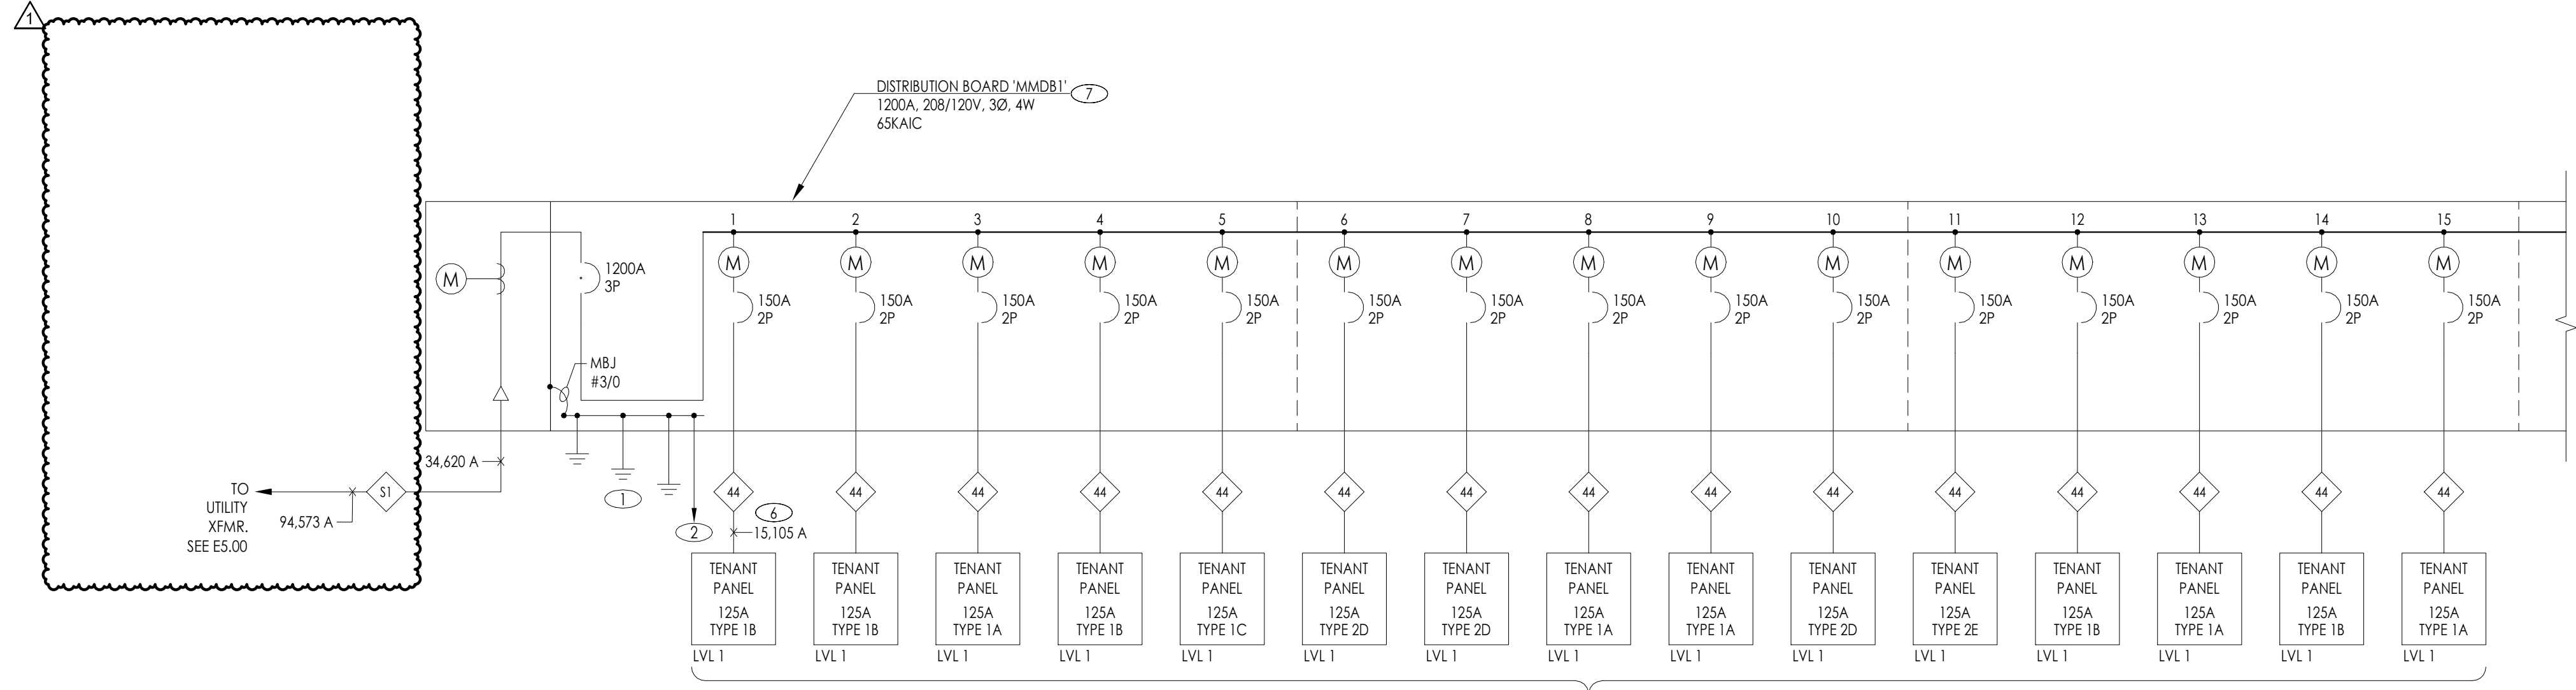 1
DISTRIBUTION BOARD 'MMDB1' 7
1200A, 208/120V, 3Ø, 4W
65KAIC
1 2 3 4 5 6 7 8 9 10 11 12 13 14 15
M M M M M M M M M M M M M M M
M
1200A
3P
150A 150A 150A 150A 150A 150A 150A 150A 150A 150A 150A 150A 150A 150A 150A
2P 2P 2P 2P 2P 2P 2P 2P 2P 2P 2P 2P 2P 2P 2P
MBJ
#3/0
34,620 A
TO
UTILITY
XFMR.
SEE E5.00
S1
94,573 A
1
2
44 44 44 44 44 44 44 44 44 44 44 44 44 44 44
6
15,105 A
TENANT TENANT TENANT TENANT TENANT TENANT TENANT TENANT TENANT TENANT TENANT TENANT TENANT TENANT TENANT
PANEL PANEL PANEL PANEL PANEL PANEL PANEL PANEL PANEL PANEL PANEL PANEL PANEL PANEL PANEL
125A 125A 125A 125A 125A 125A 125A 125A 125A 125A 125A 125A 125A 125A 125A
TYPE 1B TYPE 1B TYPE 1A TYPE 1B TYPE 1C TYPE 2D TYPE 2D TYPE 1A TYPE 1A TYPE 2D TYPE 2E TYPE 1B TYPE 1A TYPE 1B TYPE 1A
LVL 1 LVL 1 LVL 1 LVL 1 LVL 1 LVL 1 LVL 1 LVL 1 LVL 1 LVL 1 LVL 1 LVL 1 LVL 1 LVL 1 LVL 1